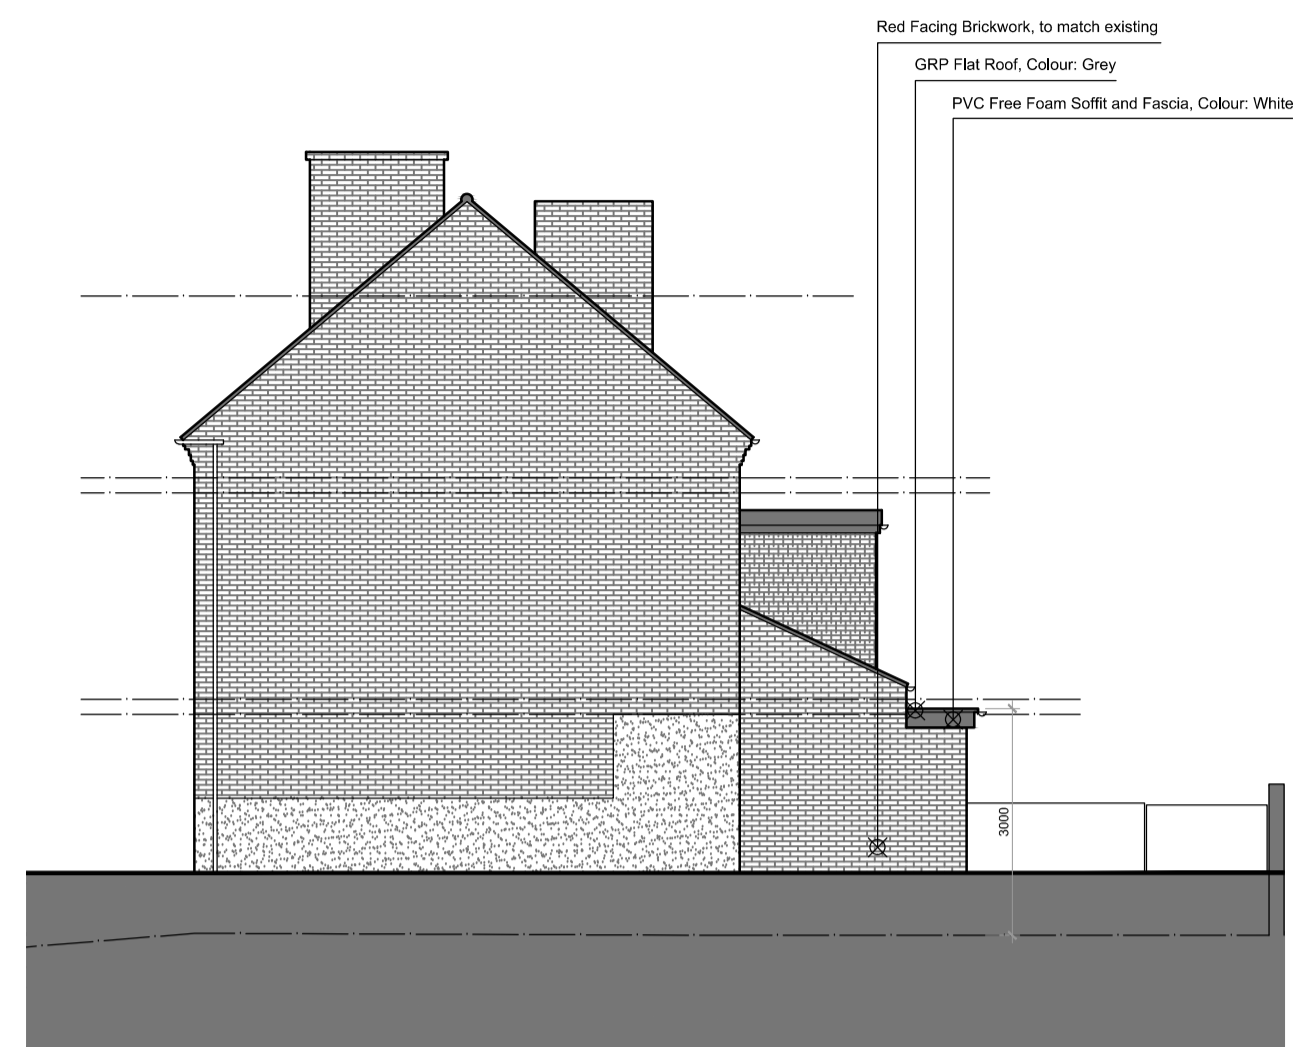 Red Facing Brickwork, to match existing
GRP Flat Roof, Colour: Grey
PVC Free Foam Soffit and Fascia, Colour: White
3000